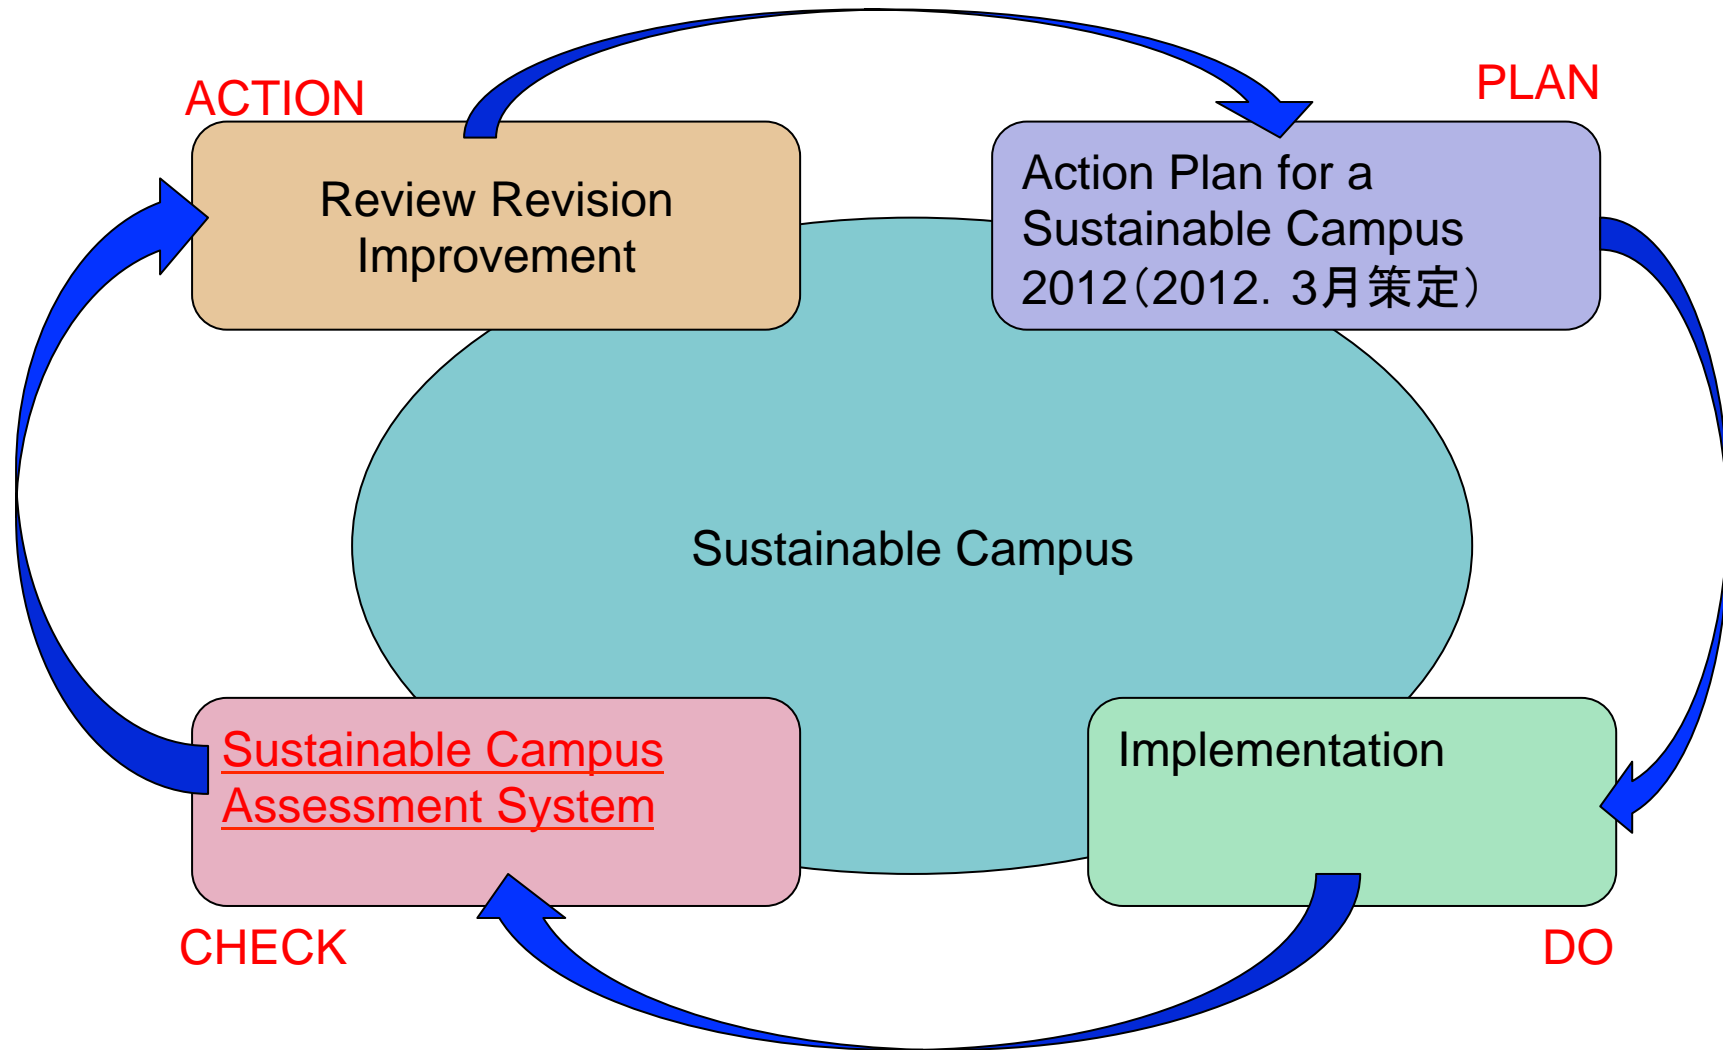 ACTION
PLAN
Review Revision
Improvement
Action Plan for a
Sustainable Campus
2012（2012．3月策定）
Sustainable Campus
Sustainable Campus
Assessment System
Implementation
CHECK
DO